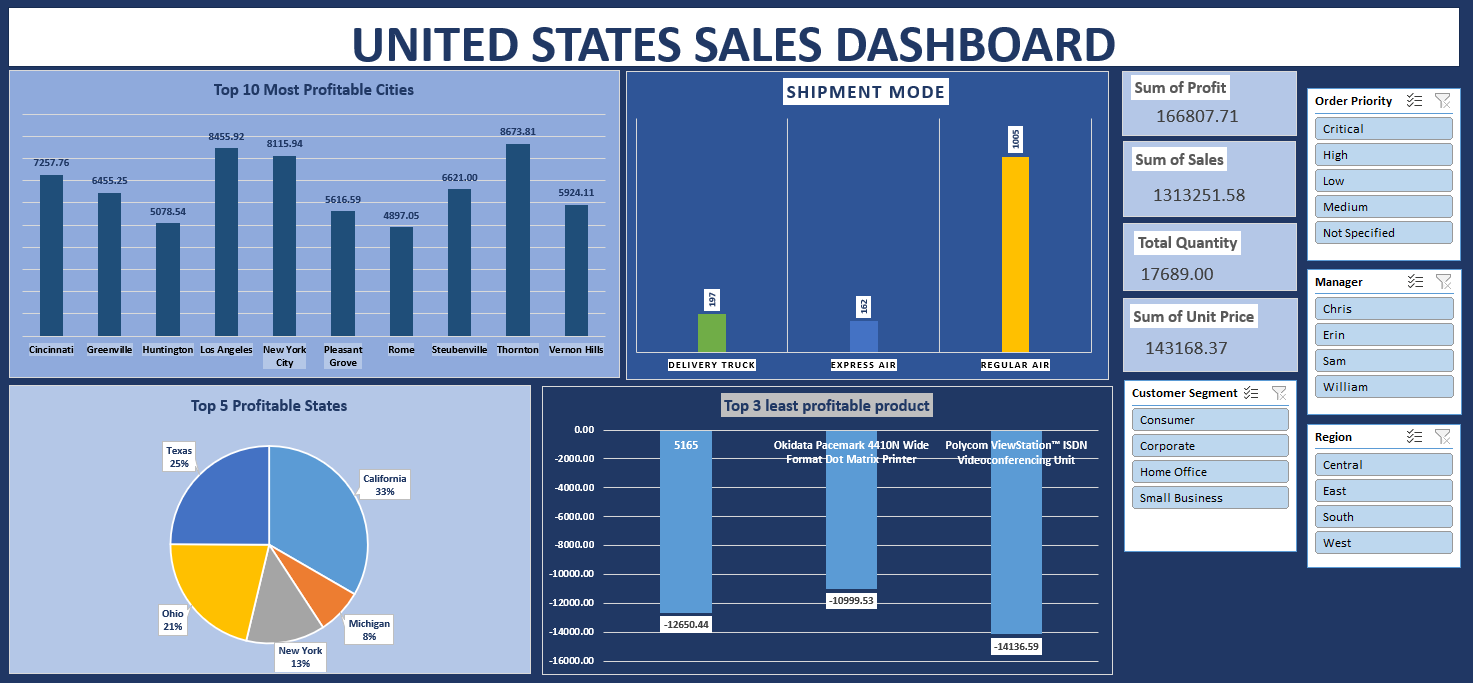 UNITED STATES SALES DASHBOARD
Top 10 Most Profitable Cities
7257.76
6455.25
5078.54
8455.92
8115.94
5616.59
4897.05
6621.00
8673.81
5924.11
Cincinnati
Greenville
Huntington
Los Angeles
New York
City
Pleasant
Grove
Rome
Steubenville
Thornton
Vernon Hills
SHIPMENT MODE
197
162
1005
DELIVERY TRUCK
EXPRESS AIR
REGULAR AIR
Sum of Profit
166807.71
Sum of Sales
1313251.58
Total Quantity
17689.00
Sum of Unit Price
143168.37
Order Priority
Critical
High
Low
Medium
Not Specified
Manager
Chris
Erin
Sam
William
Top 5 Profitable States
Texas
25%
California
33%
Ohio
21%
Michigan
8%
New York
13%
Top 3 least profitable product
0.00
-2000.00
-4000.00
-6000.00
-8000.00
-10000.00
-12000.00
-14000.00
-16000.00
5165
Okidata Pacemark 4410N Wide
Format Dot Matrix Printer
Polycom ViewStation™ ISDN
Videoconferencing Unit
-12650.44
-10999.53
-14136.59
Customer Segment
Consumer
Corporate
Home Office
Small Business
Region
Central
East
South
West